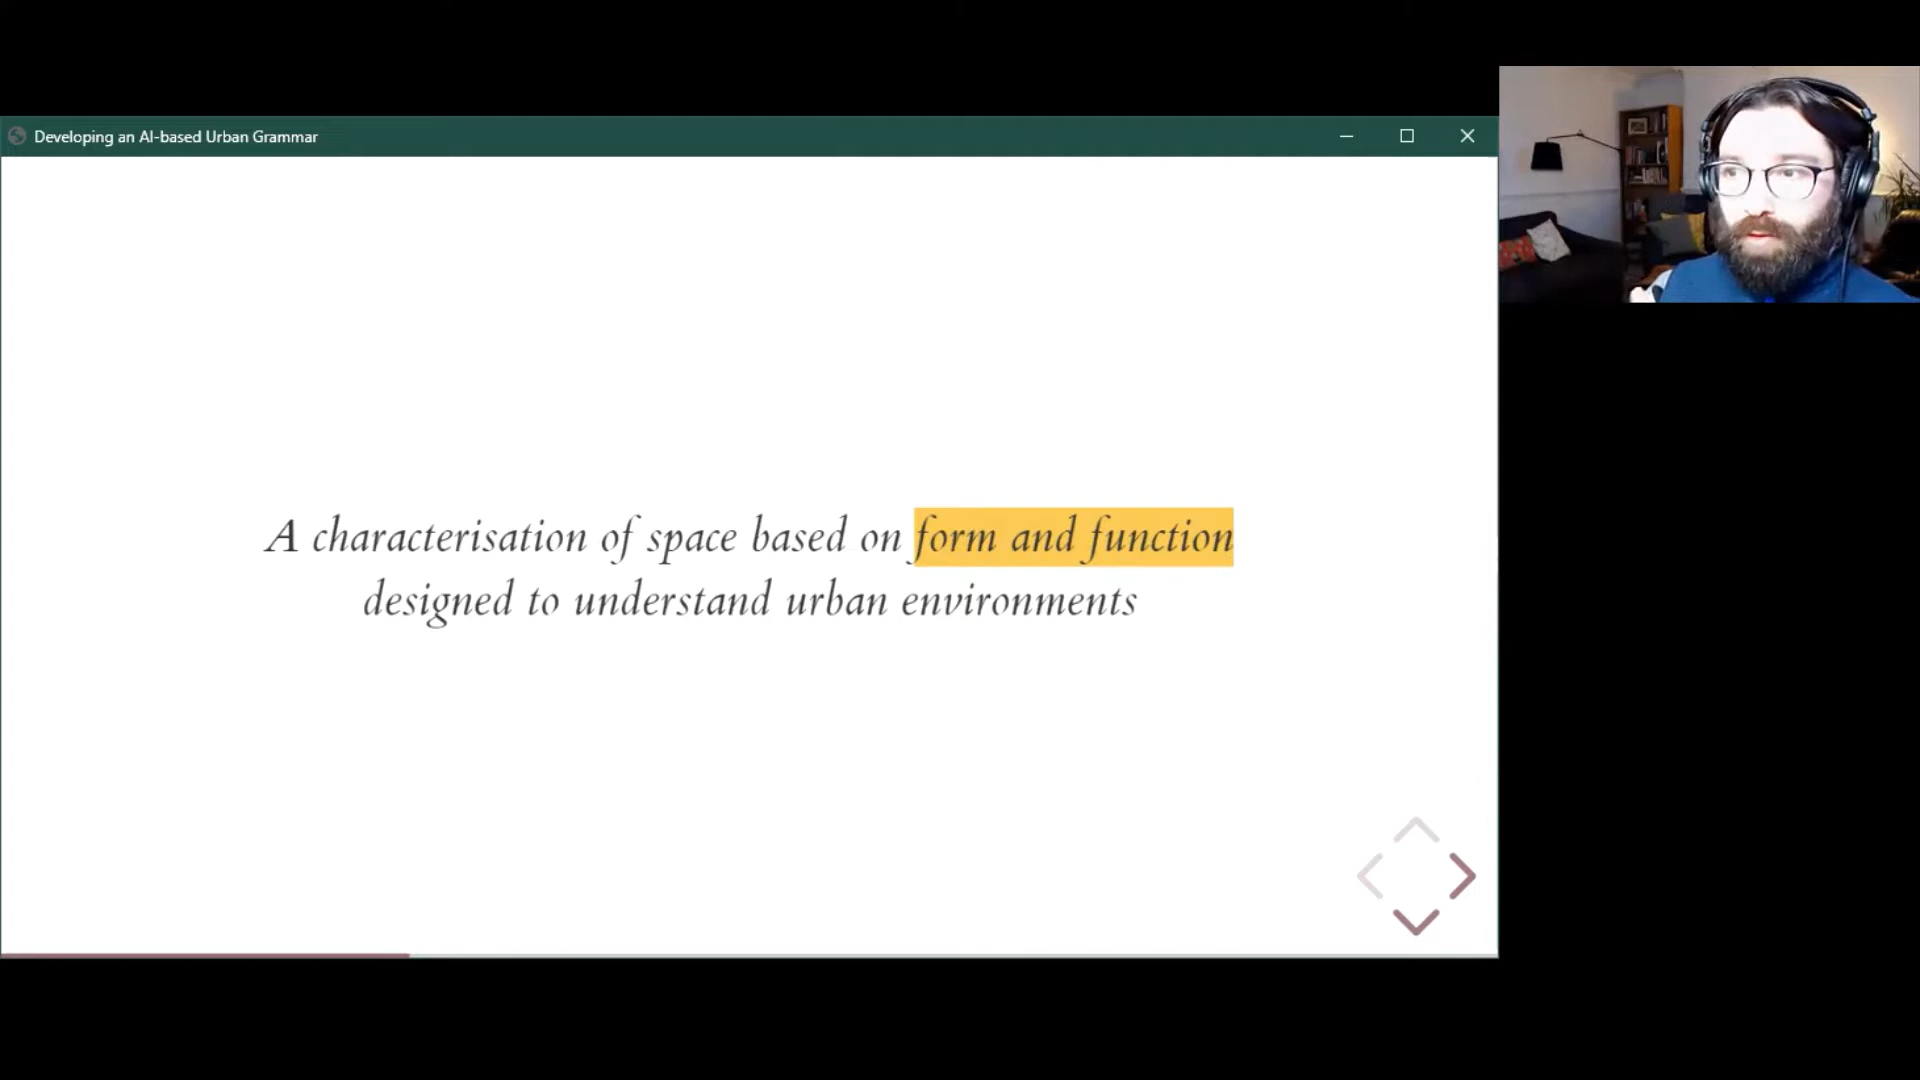 Developing an AI-based Urban Grammar
A characterisation of space based on form and function
designed to understand urban environments